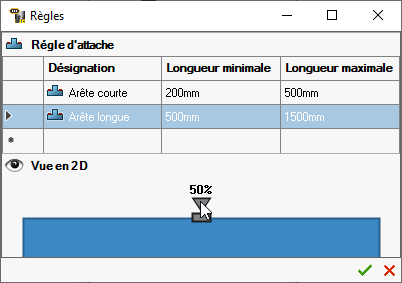 Règles
Régle d'attache
Désignation Longueur minimale Longueur maximale
Arête courte 200mm 500mm
Arête longue 500mm 1500mm
*
Vue en 2D
50%